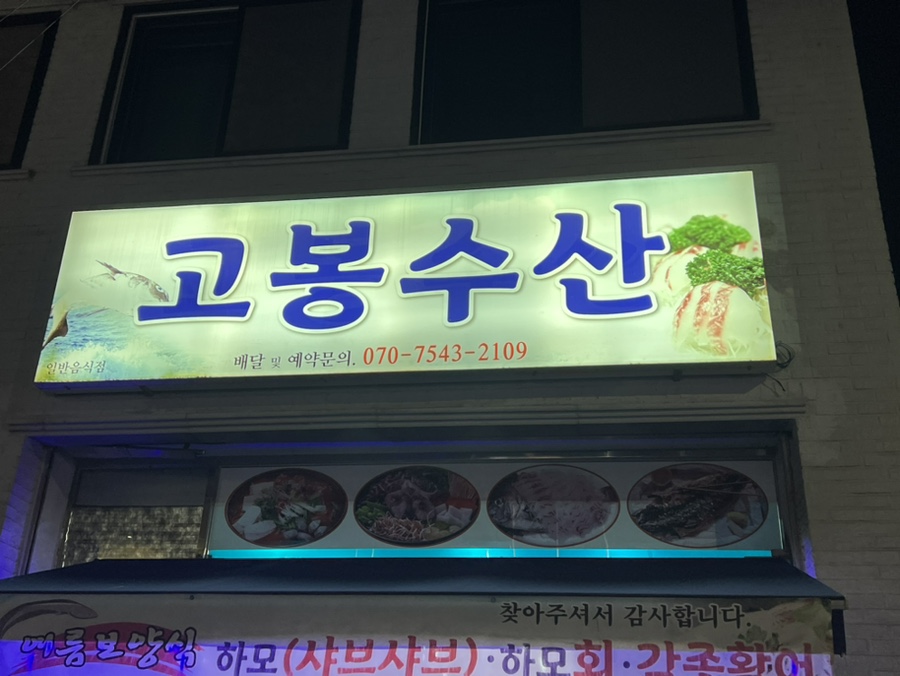 고봉수산
일반음식점
배달 및 예약문의. 070-7543-2109
찾아주셔서 감사합니다.
여름보양식
하모(샤브샤브)·하모회·갑종황어